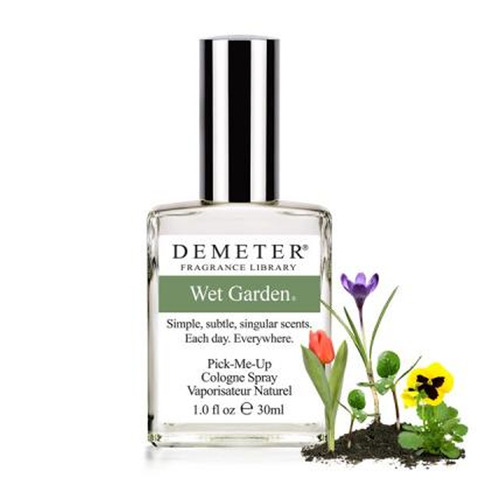 DEMETER®
FRAGRANCE LIBRARY
Wet Garden®
Simple, subtle, singular scents.
Each day. Everywhere.
Pick-Me-Up
Cologne Spray
Vaporisateur Naturel
1.0 fl oz ℮ 30ml